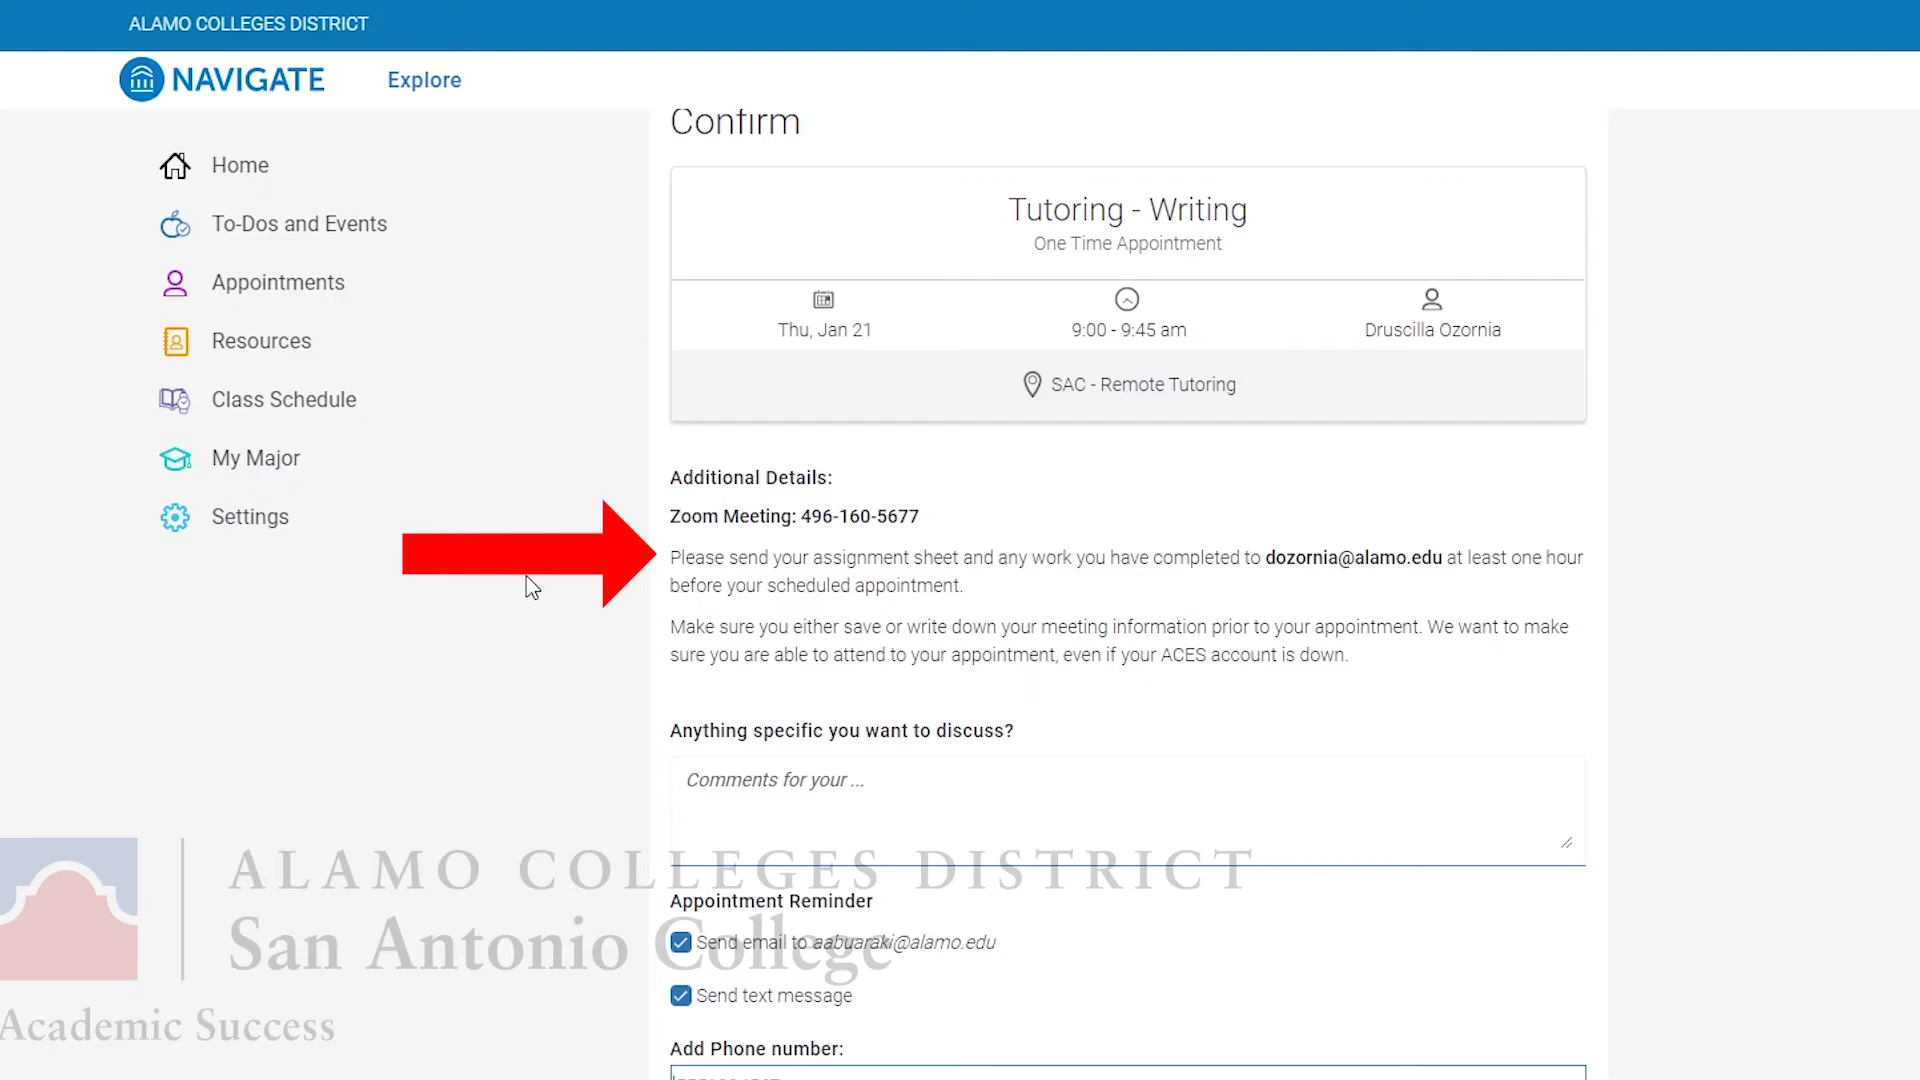 ALAMO COLLEGES DISTRICT
NAVIGATE
Explore
Home
To-Dos and Events
Appointments
Resources
Class Schedule
My Major
Settings
Confirm
Tutoring - Writing
One Time Appointment
Thu, Jan 21
9:00 - 9:45 am
Druscilla Ozornia
SAC - Remote Tutoring
Additional Details:
Zoom Meeting: 496-160-5677
Please send your assignment sheet and any work you have completed to dozornia@alamo.edu at least one hour
before your scheduled appointment.
Make sure you either save or write down your meeting information prior to your appointment. We want to make
sure you are able to attend to your appointment, even if your ACES account is down.
Anything specific you want to discuss?
Comments for your ...
Appointment Reminder
Send email to aabuaraki@alamo.edu
Send text message
Add Phone number:
ALAMO COLLEGES DISTRICT
San Antonio College
Academic Success